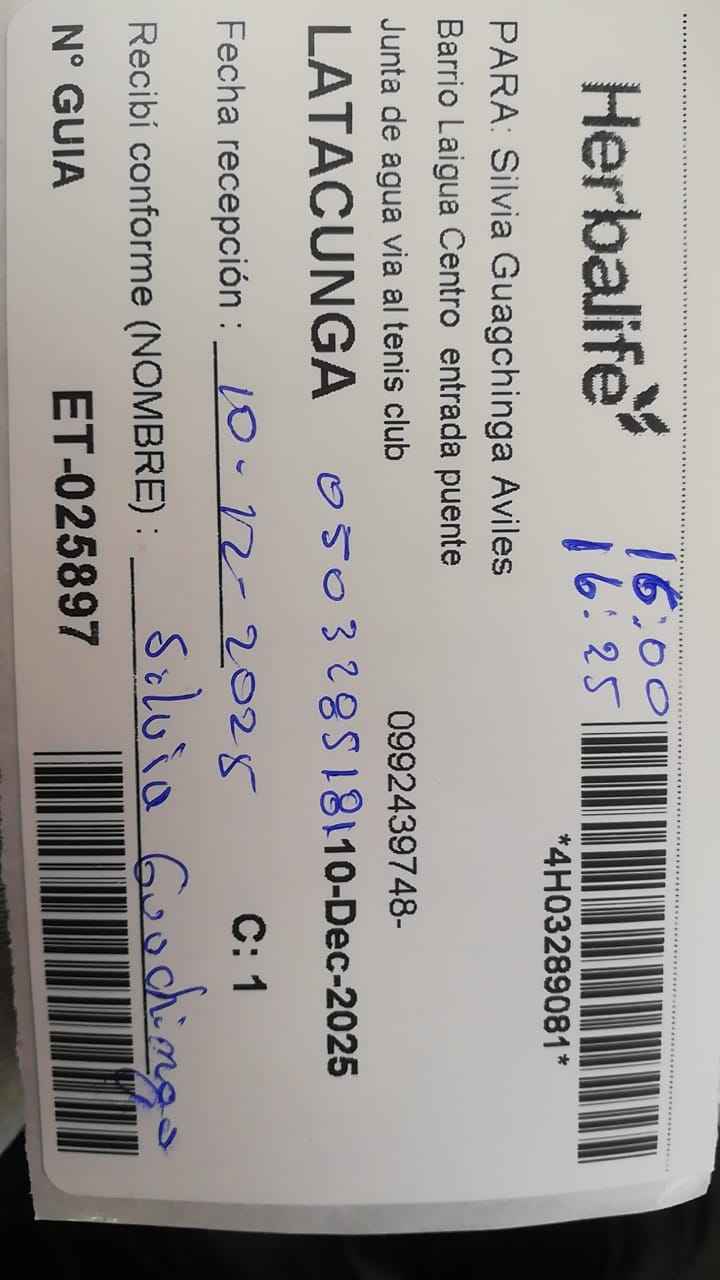 Herbalife
16:00
16:25
*4H03289081*
PARA: Silvia Guagchinga Aviles
Barrio Laigua Centro entrada puente
Junta de agua via al tenis club
0992439748-
LATACUNGA 0503285181 10-Dec-2025
Fecha recepción : 10-12-2025 C: 1
Recibí conforme (NOMBRE) : Silvia Guachinga
N° GUIA ET-025897